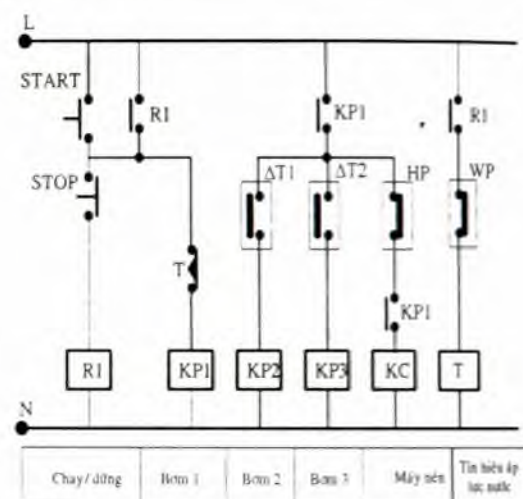 L
START
R1
KP1
R1
STOP
ΔT1
ΔT2
HP
WP
T
KP1
R1
KP1
KP2
KP3
KC
T
N
Chạy/dừng
Bơm 1
Bơm 2
Bơm 3
Máy nén
Tín hiệu áp
lực nước